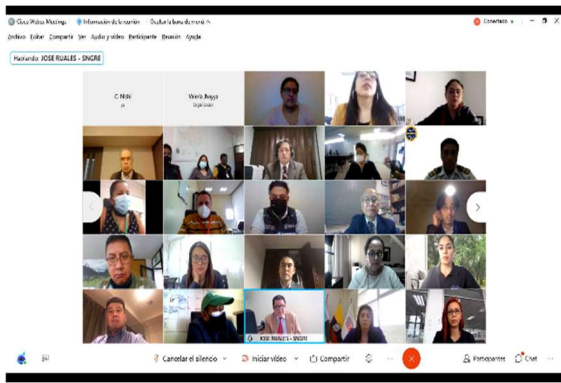 Cisco Webex Meetings Información de la reunión Ocultar la barra de menú
Conectado
Archivo Editar Compartir Ver Audio y vídeo Participante Reunión Ayuda
Hablando: JOSE RUALES - SNGRE
JOSE RUALES - SNGRE
Cancelar el silencio Iniciar vídeo Compartir Participantes Chat